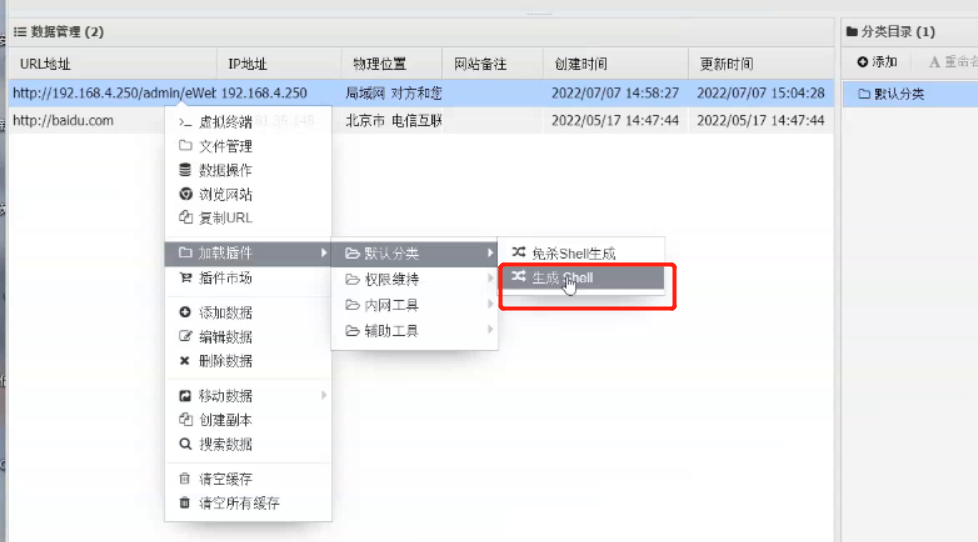 数据管理 (2)
分类目录 (1)
URL地址 IP地址 物理位置 网站备注 创建时间 更新时间
添加 A 重命名
http://192.168.4.250/admin/eWeb 192.168.4.250 局域网 对方和您 2022/07/07 14:58:27 2022/07/07 15:04:28
默认分类
http://baidu.com 北京市 电信互联 2022/05/17 14:47:44 2022/05/17 14:47:44
虚拟终端
文件管理
数据操作
浏览网站
复制URL
加载插件
默认分类
免杀Shell生成
插件市场
权限维持
生成 Shell
内网工具
添加数据
辅助工具
编辑数据
删除数据
移动数据
创建副本
搜索数据
清空缓存
清空所有缓存